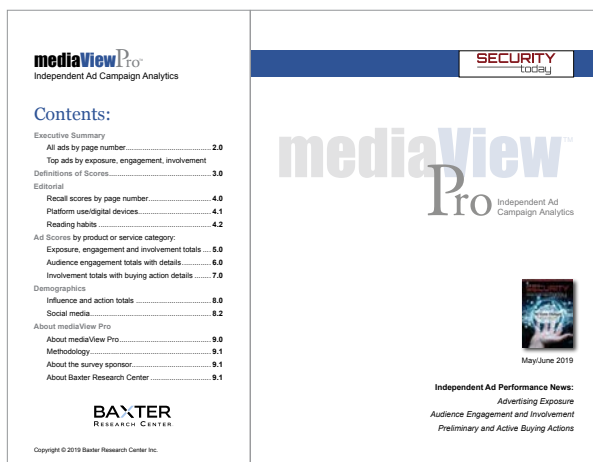 mediaViewPro™
Independent Ad Campaign Analytics
Contents:
Executive Summary
All ads by page number 2.0
Top ads by exposure, engagement, involvement
Definitions of Scores 3.0
Editorial
Recall scores by page number 4.0
Platform use/digital devices 4.1
Reading habits 4.2
Ad Scores by product or service category:
Exposure, engagement and involvement totals .... 5.0
Audience engagement totals with details 6.0
Involvement totals with buying action details 7.0
Demographics
Influence and action totals 8.0
Social media 8.2
About mediaView Pro
About mediaView Pro 9.0
Methodology 9.1
About the survey sponsor 9.1
About Baxter Research Center 9.1
BAXTER
RESEARCH CENTER
Copyright © 2019 Baxter Research Center Inc.
SECURITY
today
mediaView™
Pro
Independent Ad
Campaign Analytics
SECURITY
May/June 2019
Independent Ad Performance News:
Advertising Exposure
Audience Engagement and Involvement
Preliminary and Active Buying Actions